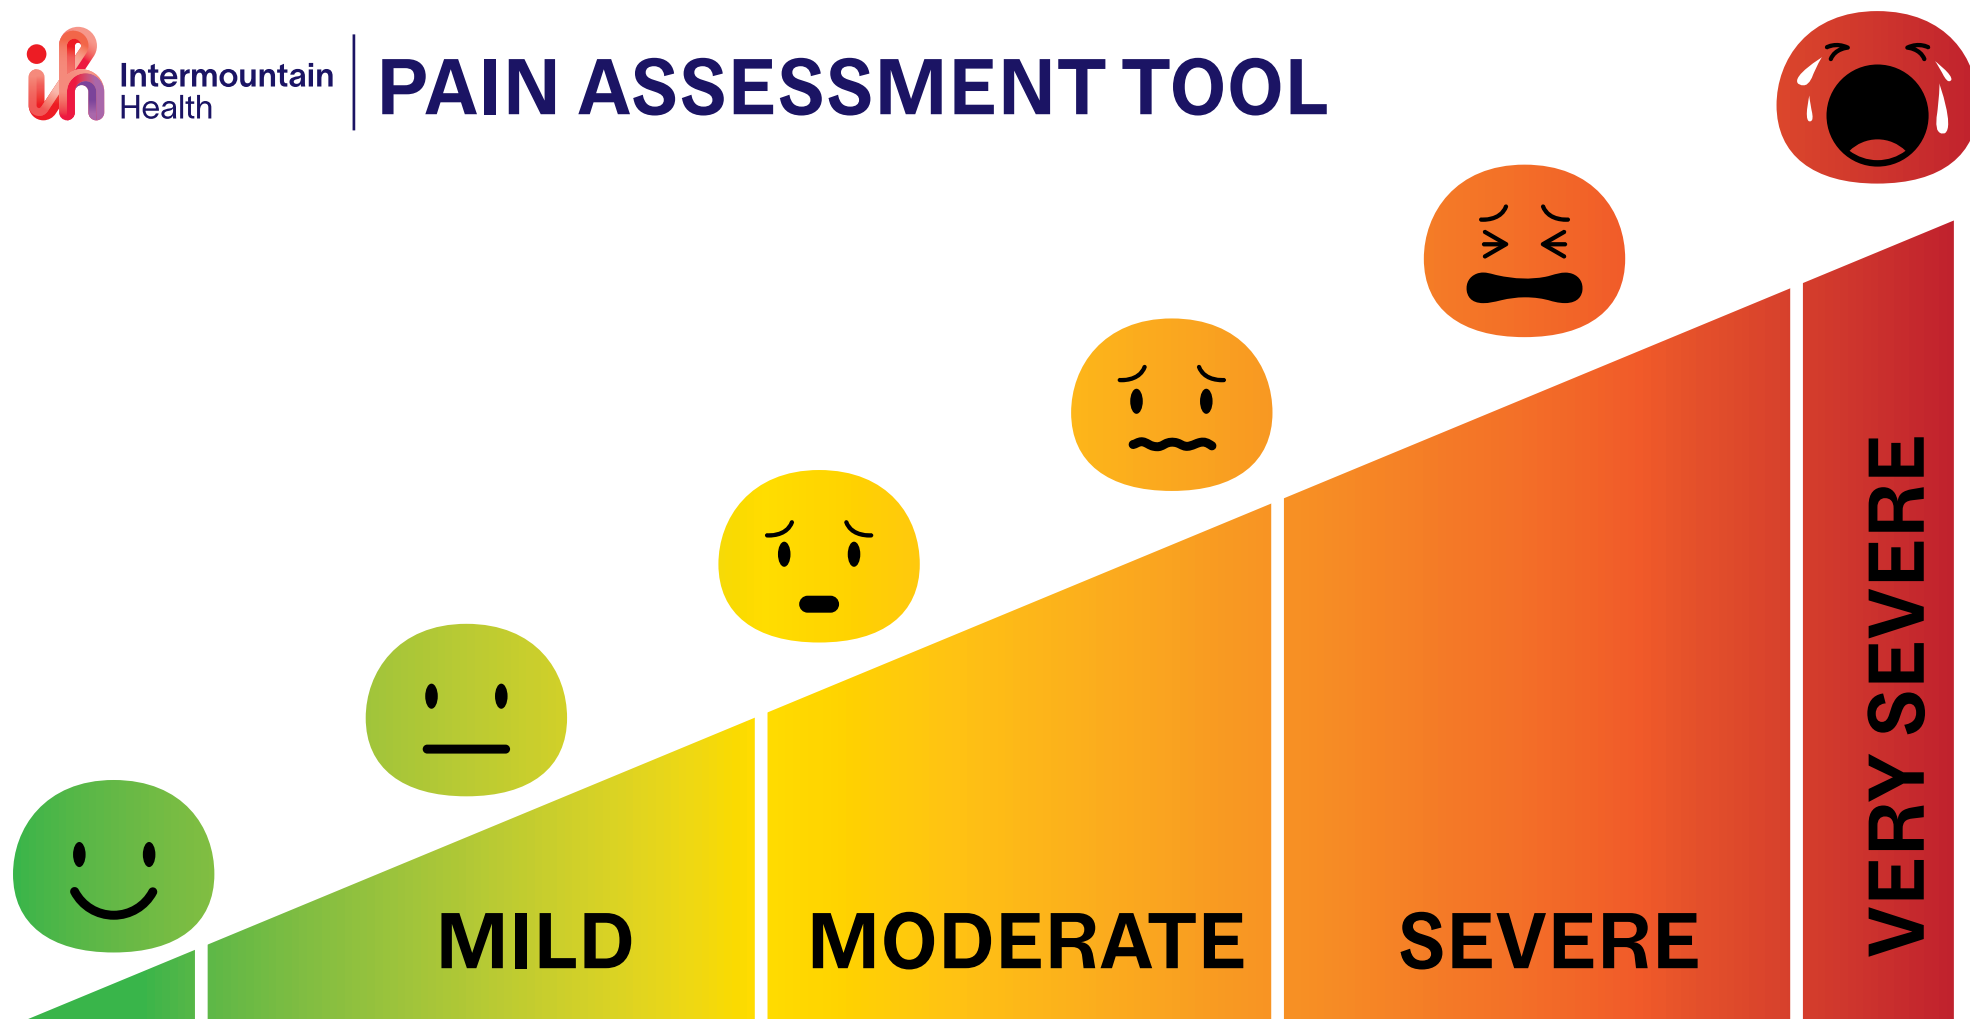 Intermountain
Health
PAIN ASSESSMENT TOOL
MILD
MODERATE
SEVERE
VERY SEVERE